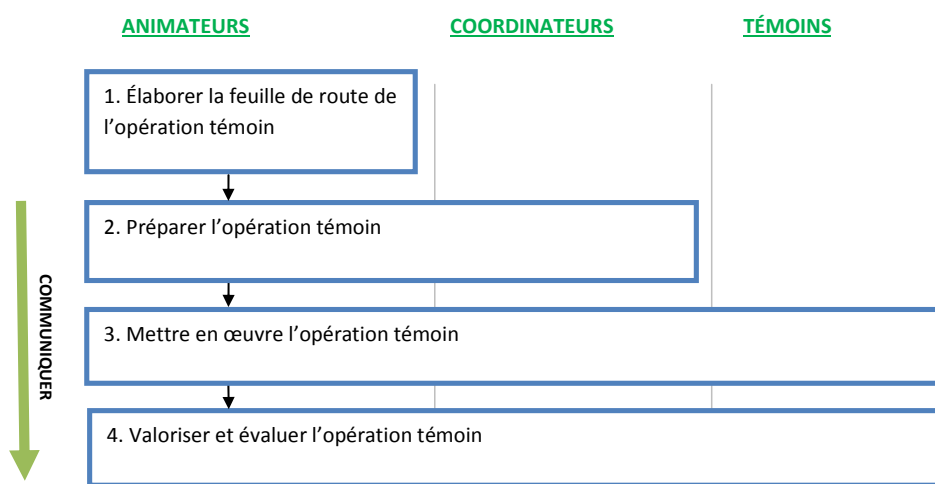 ANIMATEURS COORDINATEURS TÉMOINS
1. Élaborer la feuille de route de
l’opération témoin
2. Préparer l’opération témoin
COMMUNIQUER
3. Mettre en œuvre l’opération témoin
4. Valoriser et évaluer l’opération témoin